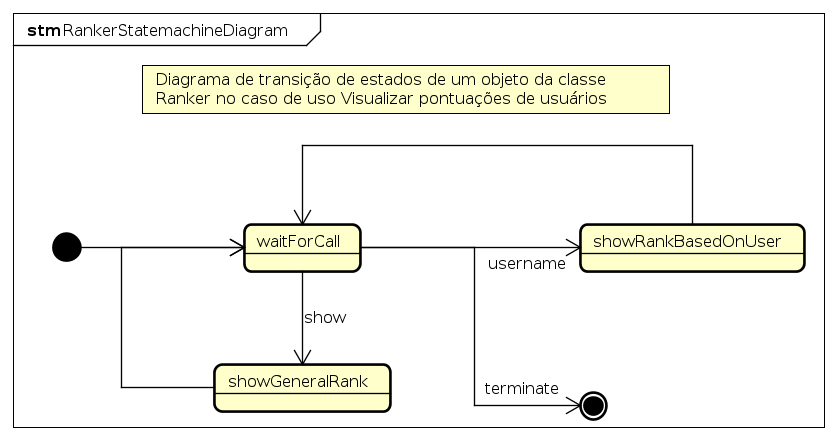 stm RankerStatemachineDiagram
Diagrama de transição de estados de um objeto da classe
Ranker no caso de uso Visualizar pontuações de usuários
waitForCall
showRankBasedOnUser
username
show
showGeneralRank
terminate